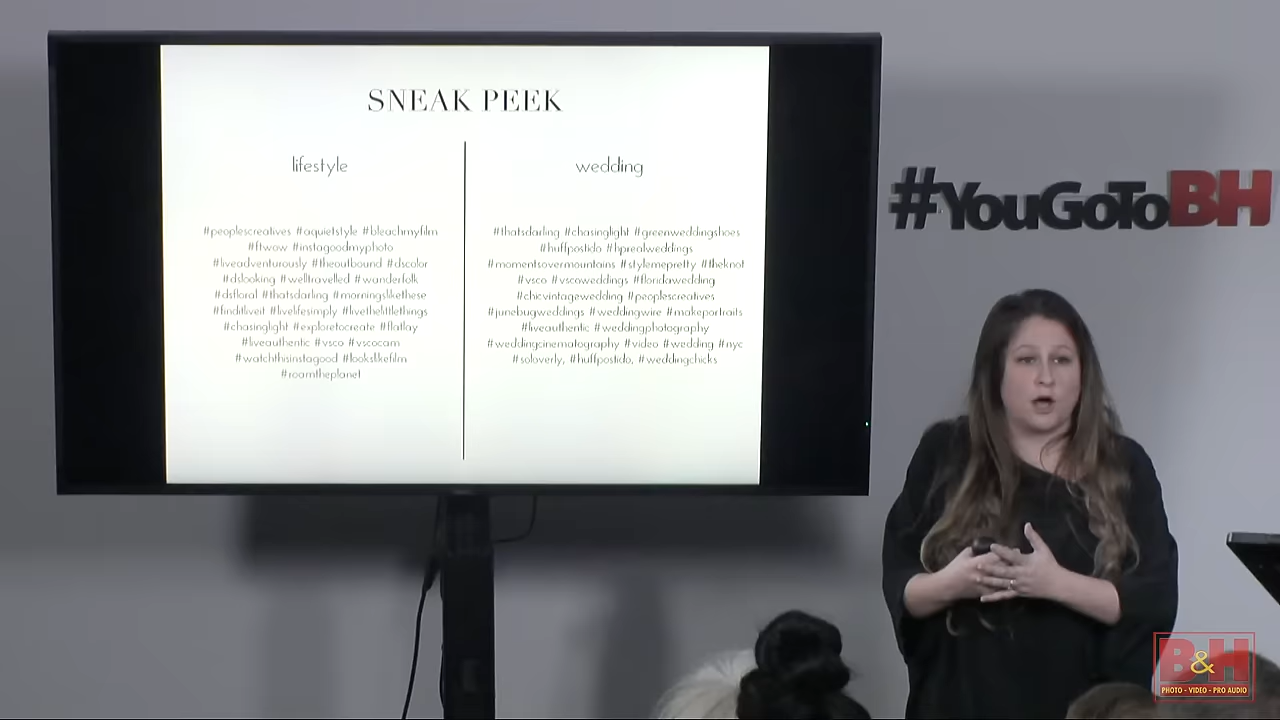 SNEAK PEEK
lifestyle
#peoplescreatives #aquietstyle #bleachmyfilm
#ftwow #instagoodmyphoto
#liveadventurously #theoutbound #dscolor
#dslooking #welltravelled #wanderfolk
#dsfloral #thatsdarling #morningslikethese
#finditliveit #livelifesimply #livethelittlethings
#chasinglight #exploretocreate #flatlay
#liveauthentic #vsco #vscocam
#watchthisinstagood #lookslikefilm
#roamtheplanet
wedding
#thatsdarling #chasinglight #greenweddingshoes
#huffpostido #hprealweddings
#momentsovermountains #stylemepretty #theknot
#vsco #vscoweddings #floridawedding
#chicvintagewedding #peoplescreatives
#junebugweddings #weddingwire #makeportraits
#liveauthentic #weddingphotography
#weddingcinematography #video #wedding #nyc
#soloverly, #huffpostido, #weddingchicks
#YouGoToBH
B&H
PHOTO - VIDEO - PRO AUDIO